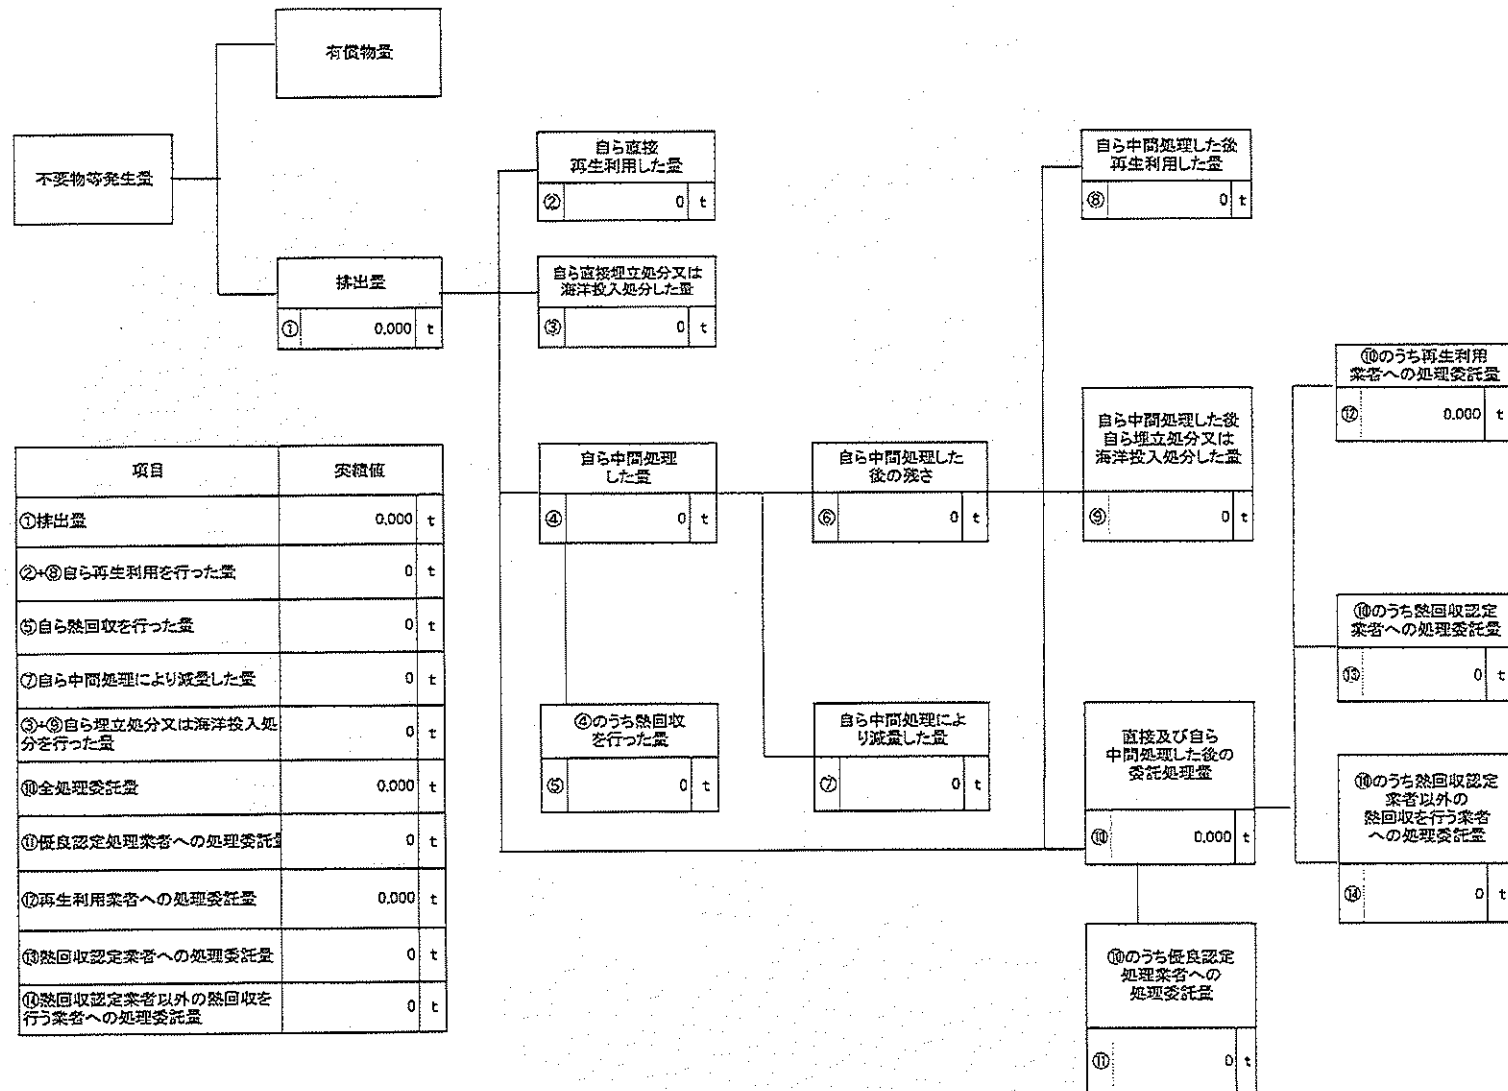 有償物量
不要物等発生量
排出量
① 0.000 t
自ら直接
再生利用した量
② 0 t
自ら直接埋立処分又は
海洋投入処分した量
③ 0 t
自ら中間処理
した量
④ 0 t
④のうち熱回収
を行った量
⑤ 0 t
自ら中間処理した
後の残さ
⑥ 0 t
自ら中間処理によ
り減量した量
⑦ 0 t
自ら中間処理した後
再生利用した量
⑧ 0 t
自ら中間処理した後
自ら埋立処分又は
海洋投入処分した量
⑨ 0 t
直接及び自ら
中間処理した後の
委託処理量
⑩ 0.000 t
⑩のうち優良認定
処理業者への
処理委託量
⑪ 0 t
⑩のうち再生利用
業者への処理委託量
⑫ 0.000 t
⑩のうち熱回収認定
業者への処理委託量
⑬ 0 t
⑩のうち熱回収認定
業者以外の
熱回収を行う業者
への処理委託量
⑭ 0 t
項目 実績値
①排出量 0.000 t
②+⑧自ら再生利用を行った量 0 t
⑤自ら熱回収を行った量 0 t
⑦自ら中間処理により減量した量 0 t
③+⑨自ら埋立処分又は海洋投入処
分を行った量 0 t
⑩全処理委託量 0.000 t
⑪優良認定処理業者への処理委託量 0 t
⑫再生利用業者への処理委託量 0.000 t
⑬熱回収認定業者への処理委託量 0 t
⑭熱回収認定業者以外の熱回収を
行う業者への処理委託量 0 t